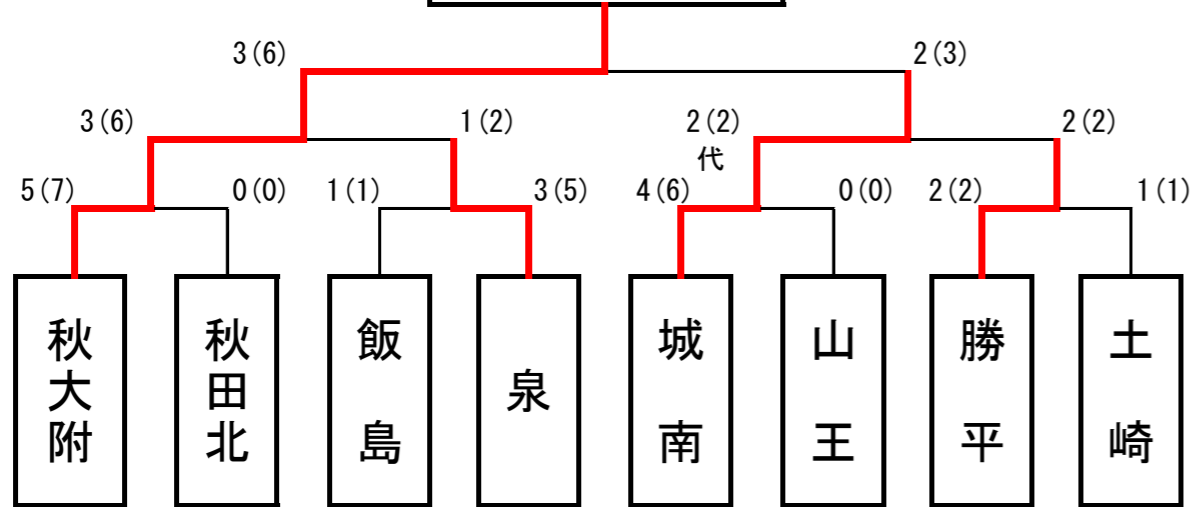 3(6) 2(3)
3(6) 1(2) 2(2) 2(2)
代
5(7) 0(0) 1(1) 3(5) 4(6) 0(0) 2(2) 1(1)
秋大附
秋田北
飯島
泉
城南
山王
勝平
土崎